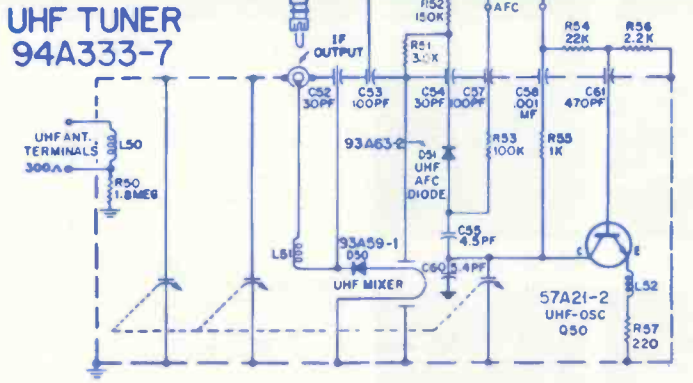 UHF TUNER
94A333-7
IF
OUTPUT
R52
150K
AFC
R51
R54
22K
R56
2.2K
C52
30PF
C53
100PF
C54
30PF
C57
100PF
C58
.001
MF
C61
470PF
UHF ANT.
TERMINALS
300Ω
L50
R50
1.8MEG
93A63-2
D51
UHF
AFC
DIODE
R53
100K
R55
1K
C55
4.5PF
L51
93A59-1
D50
UHF MIXER
C60
5.4PF
C
E
57A21-2
UHF-OSC
Q50
L52
R57
220